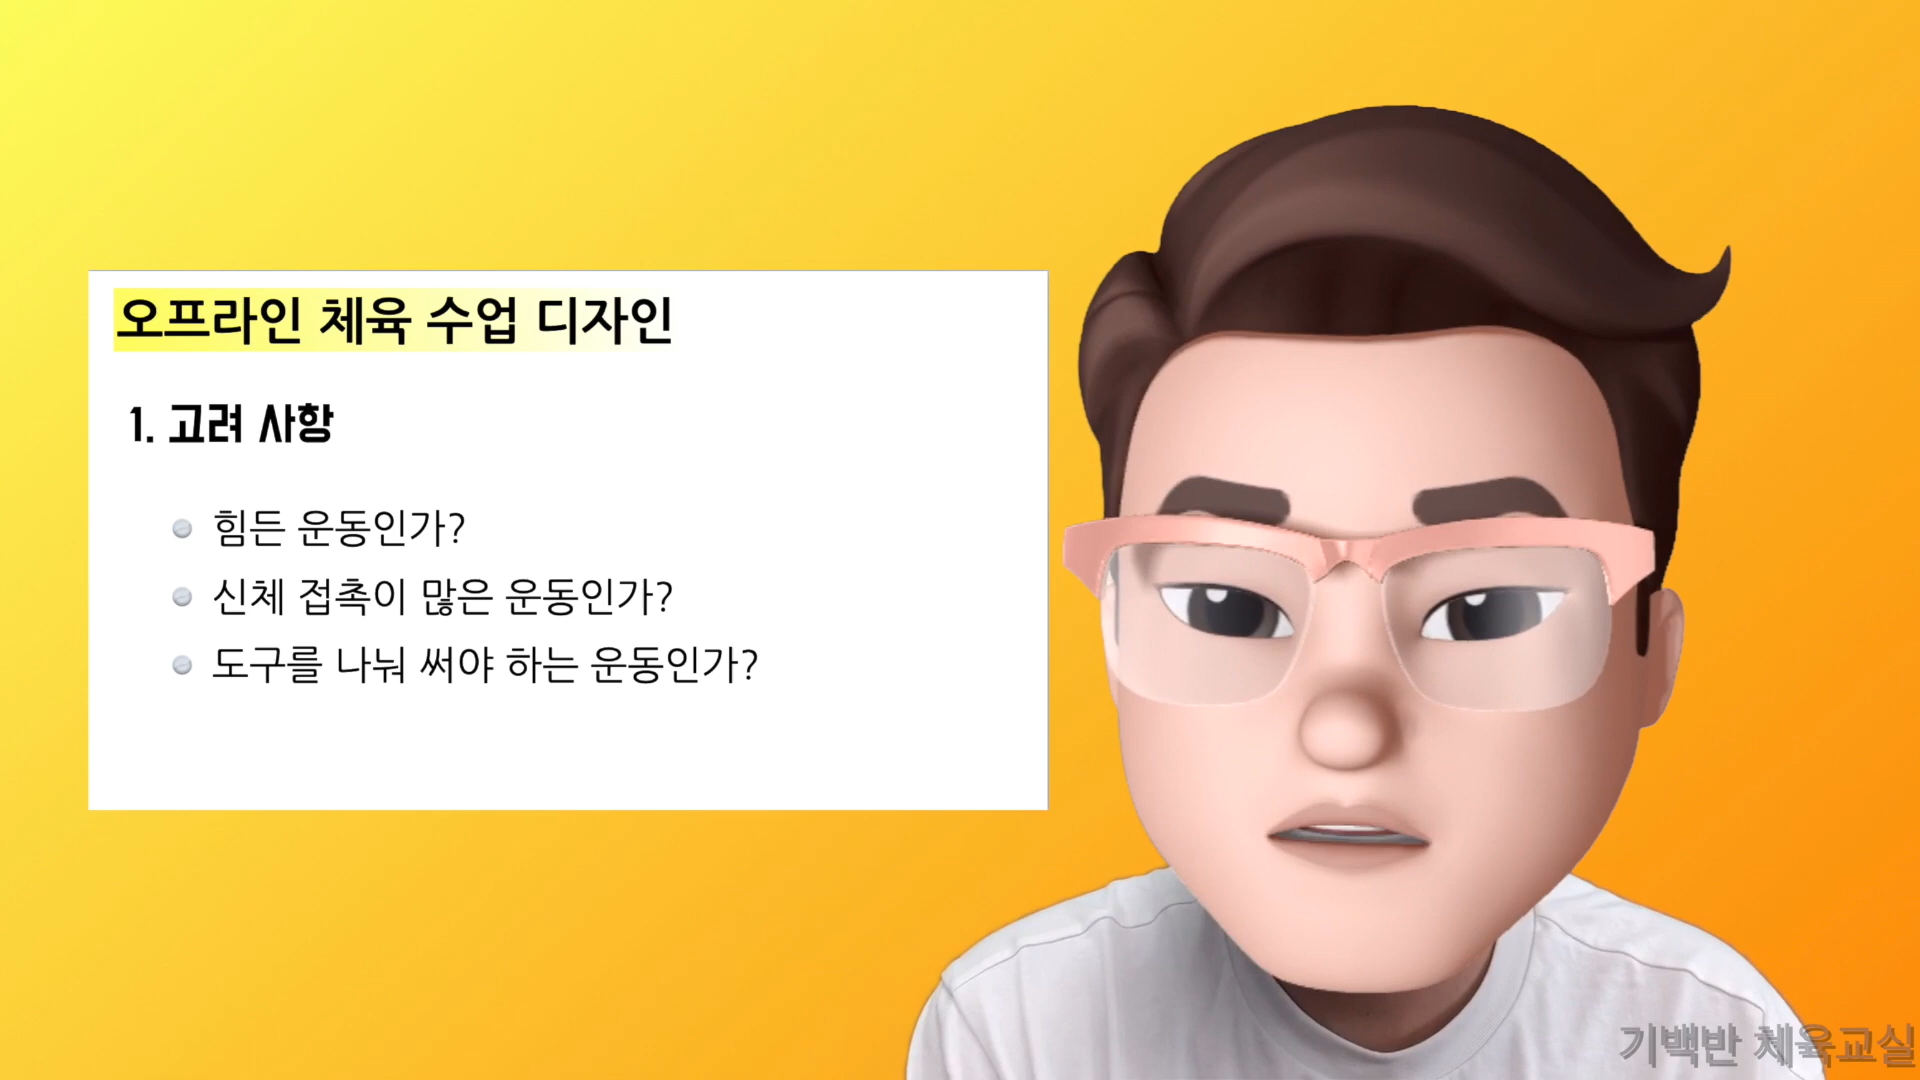 오프라인 체육 수업 디자인
1. 고려 사항
힘든 운동인가?
신체 접촉이 많은 운동인가?
도구를 나눠 써야 하는 운동인가?
기백반 체육교실